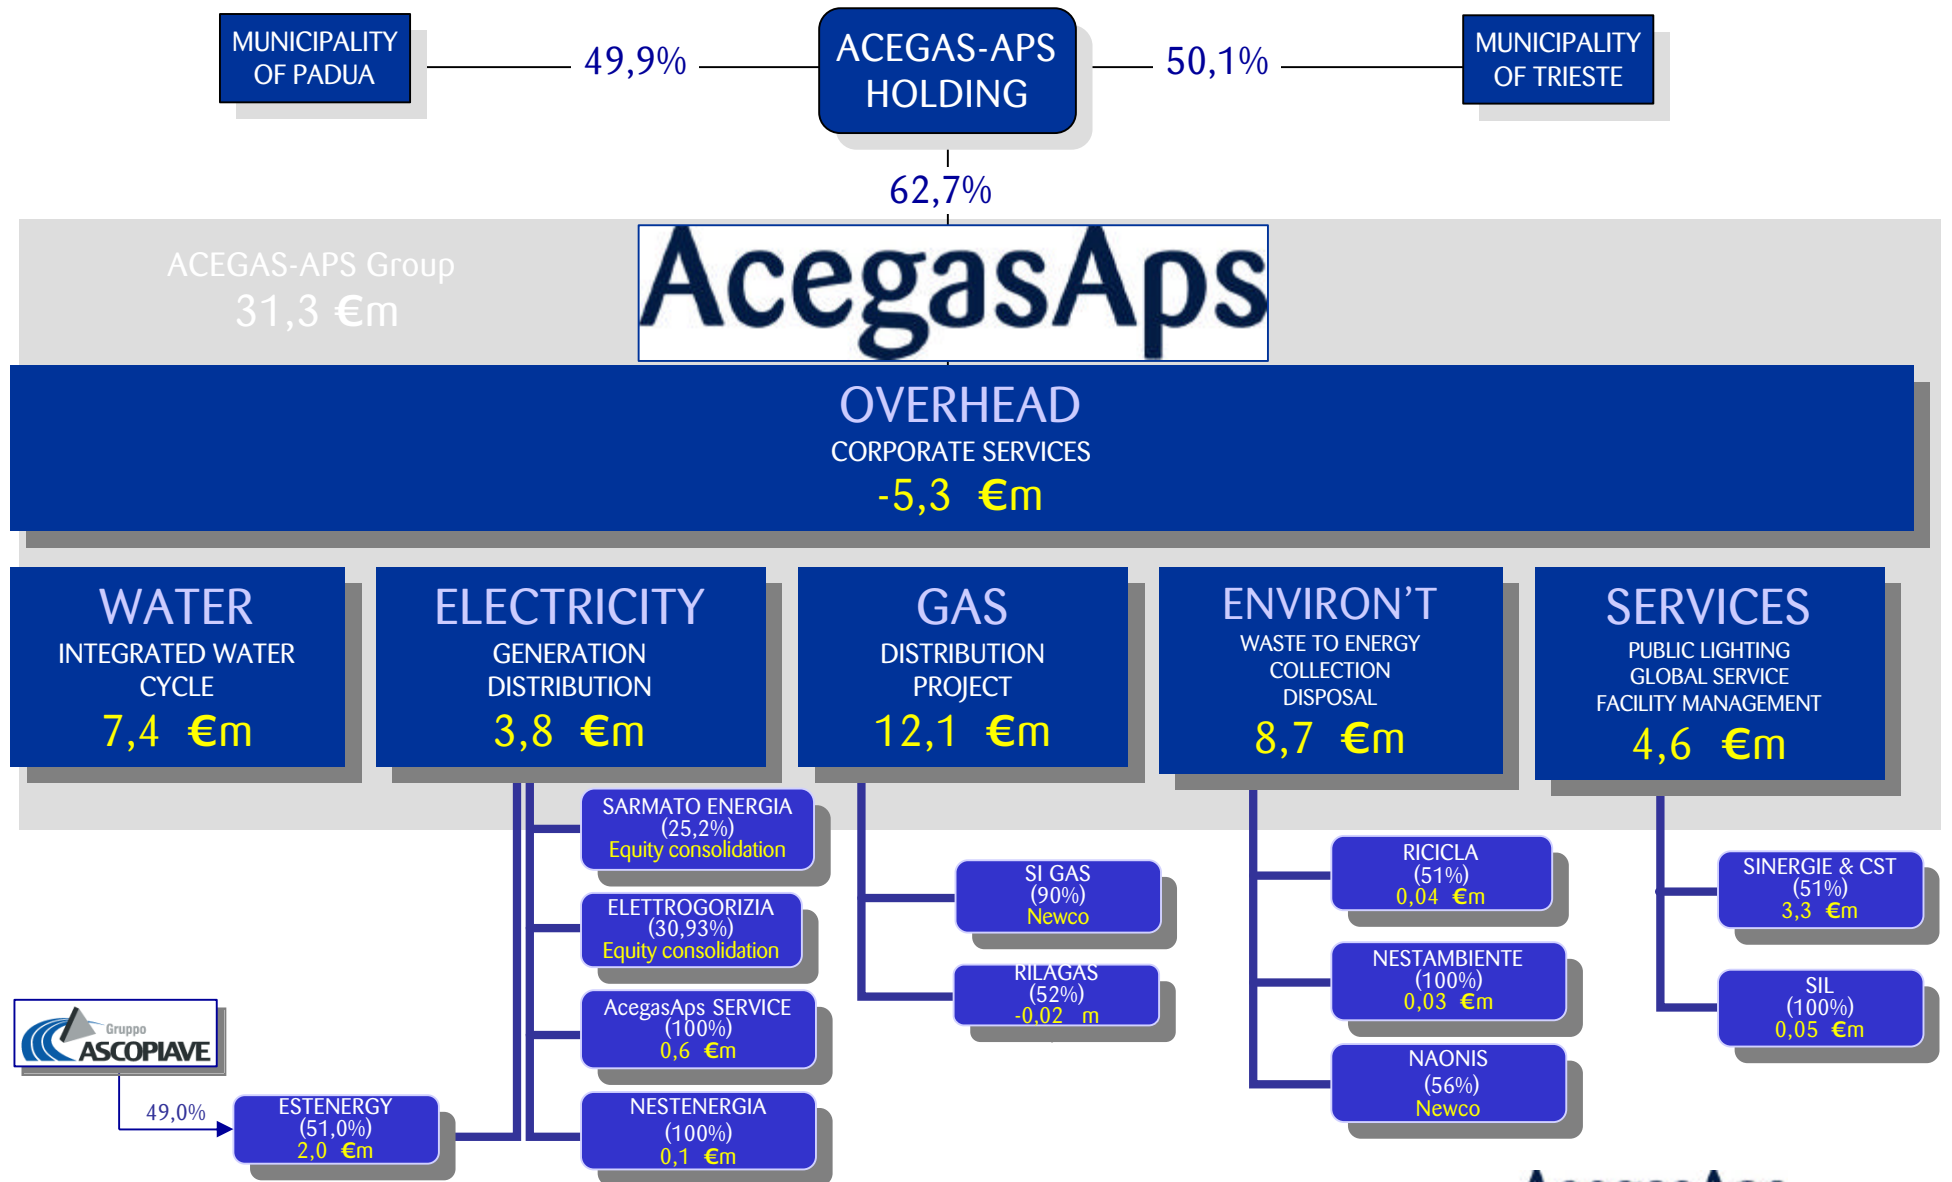 MUNICIPALITY
OF PADUA
49,9%
ACEGAS-APS
HOLDING
50,1%
MUNICIPALITY
OF TRIESTE
62,7%
ACEGAS-APS Group
31,3 €m
AcegasAps
OVERHEAD
CORPORATE SERVICES
-5,3 €m
WATER
INTEGRATED WATER
CYCLE
7,4 €m
ELECTRICITY
GENERATION
DISTRIBUTION
3,8 €m
GAS
DISTRIBUTION
PROJECT
12,1 €m
ENVIRON'T
WASTE TO ENERGY
COLLECTION
DISPOSAL
8,7 €m
SERVICES
PUBLIC LIGHTING
GLOBAL SERVICE
FACILITY MANAGEMENT
4,6 €m
SARMATO ENERGIA
(25,2%)
Equity consolidation
ELETTROGORIZIA
(30,93%)
Equity consolidation
AcegasAps SERVICE
(100%)
0,6 €m
NESTENERGIA
(100%)
0,1 €m
Gruppo
ASCOPIAVE
49,0%
ESTENERGY
(51,0%)
2,0 €m
SI GAS
(90%)
Newco
RILAGAS
(52%)
-0,02 m
RICICLA
(51%)
0,04 €m
NESTAMBIENTE
(100%)
0,03 €m
NAONIS
(56%)
Newco
SINERGIE & CST
(51%)
3,3 €m
SIL
(100%)
0,05 €m
AcegasAps